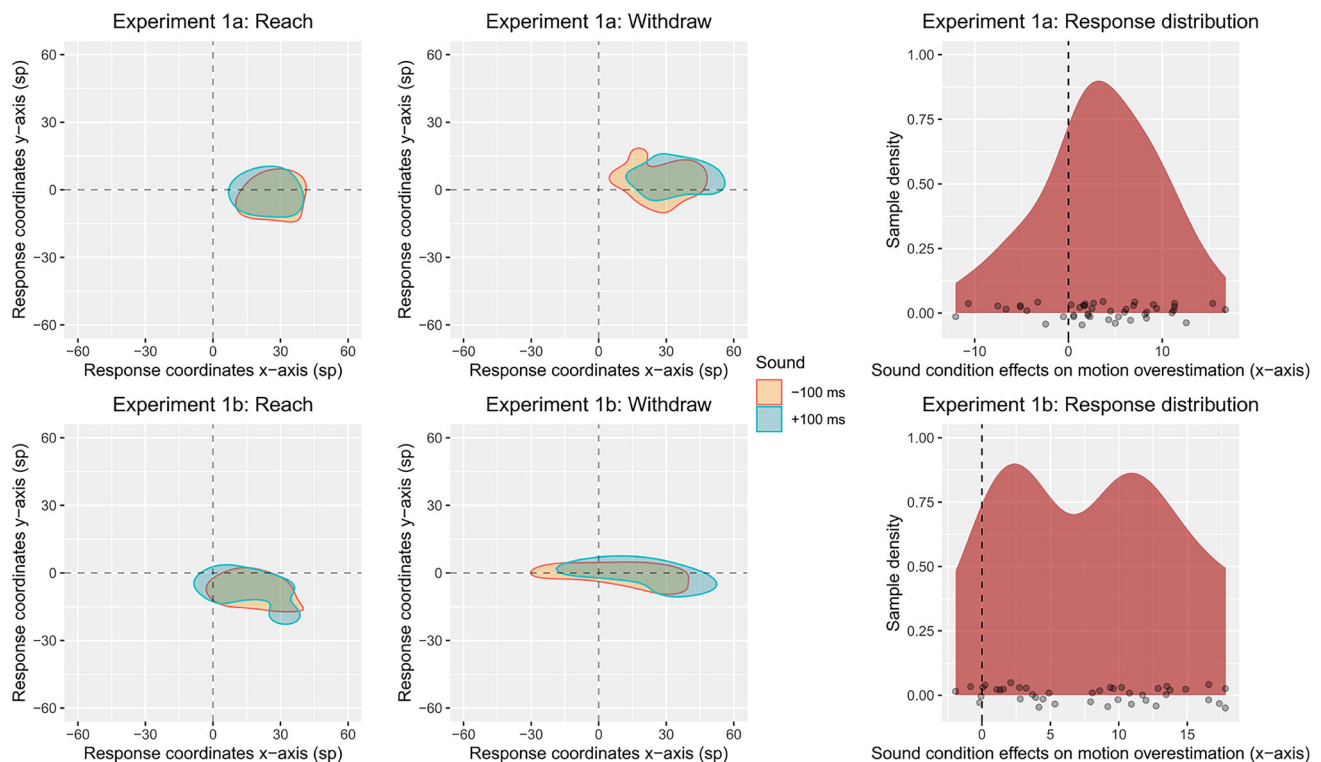 Experiment 1a: Reach
60
30
0
−30
−60
Response coordinates y-axis (sp)
−60 −30 0 30 60
Response coordinates x-axis (sp)
Experiment 1a: Withdraw
60
30
0
−30
−60
Response coordinates y-axis (sp)
−60 −30 0 30 60
Response coordinates x-axis (sp)
Experiment 1a: Response distribution
1.00
0.75
0.50
0.25
0.00
Sample density
−10 0 10
Sound condition effects on motion overestimation (x-axis)
Sound
−100 ms
+100 ms
Experiment 1b: Reach
60
30
0
−30
−60
Response coordinates y-axis (sp)
−60 −30 0 30 60
Response coordinates x-axis (sp)
Experiment 1b: Withdraw
60
30
0
−30
−60
Response coordinates y-axis (sp)
−60 −30 0 30 60
Response coordinates x-axis (sp)
Experiment 1b: Response distribution
1.00
0.75
0.50
0.25
0.00
Sample density
0 5 10 15
Sound condition effects on motion overestimation (x-axis)